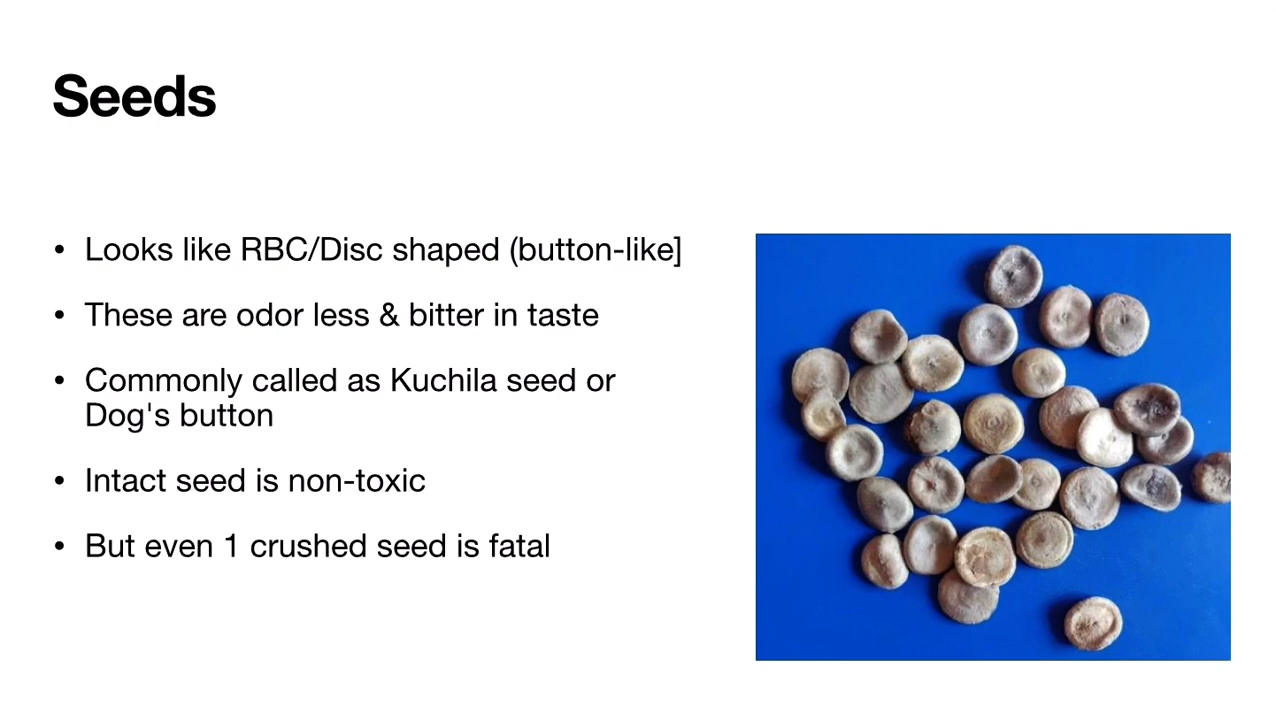 Seeds
• Looks like RBC/Disc shaped (button-like]
• These are odor less & bitter in taste
• Commonly called as Kuchila seed or
Dog's button
• Intact seed is non-toxic
• But even 1 crushed seed is fatal